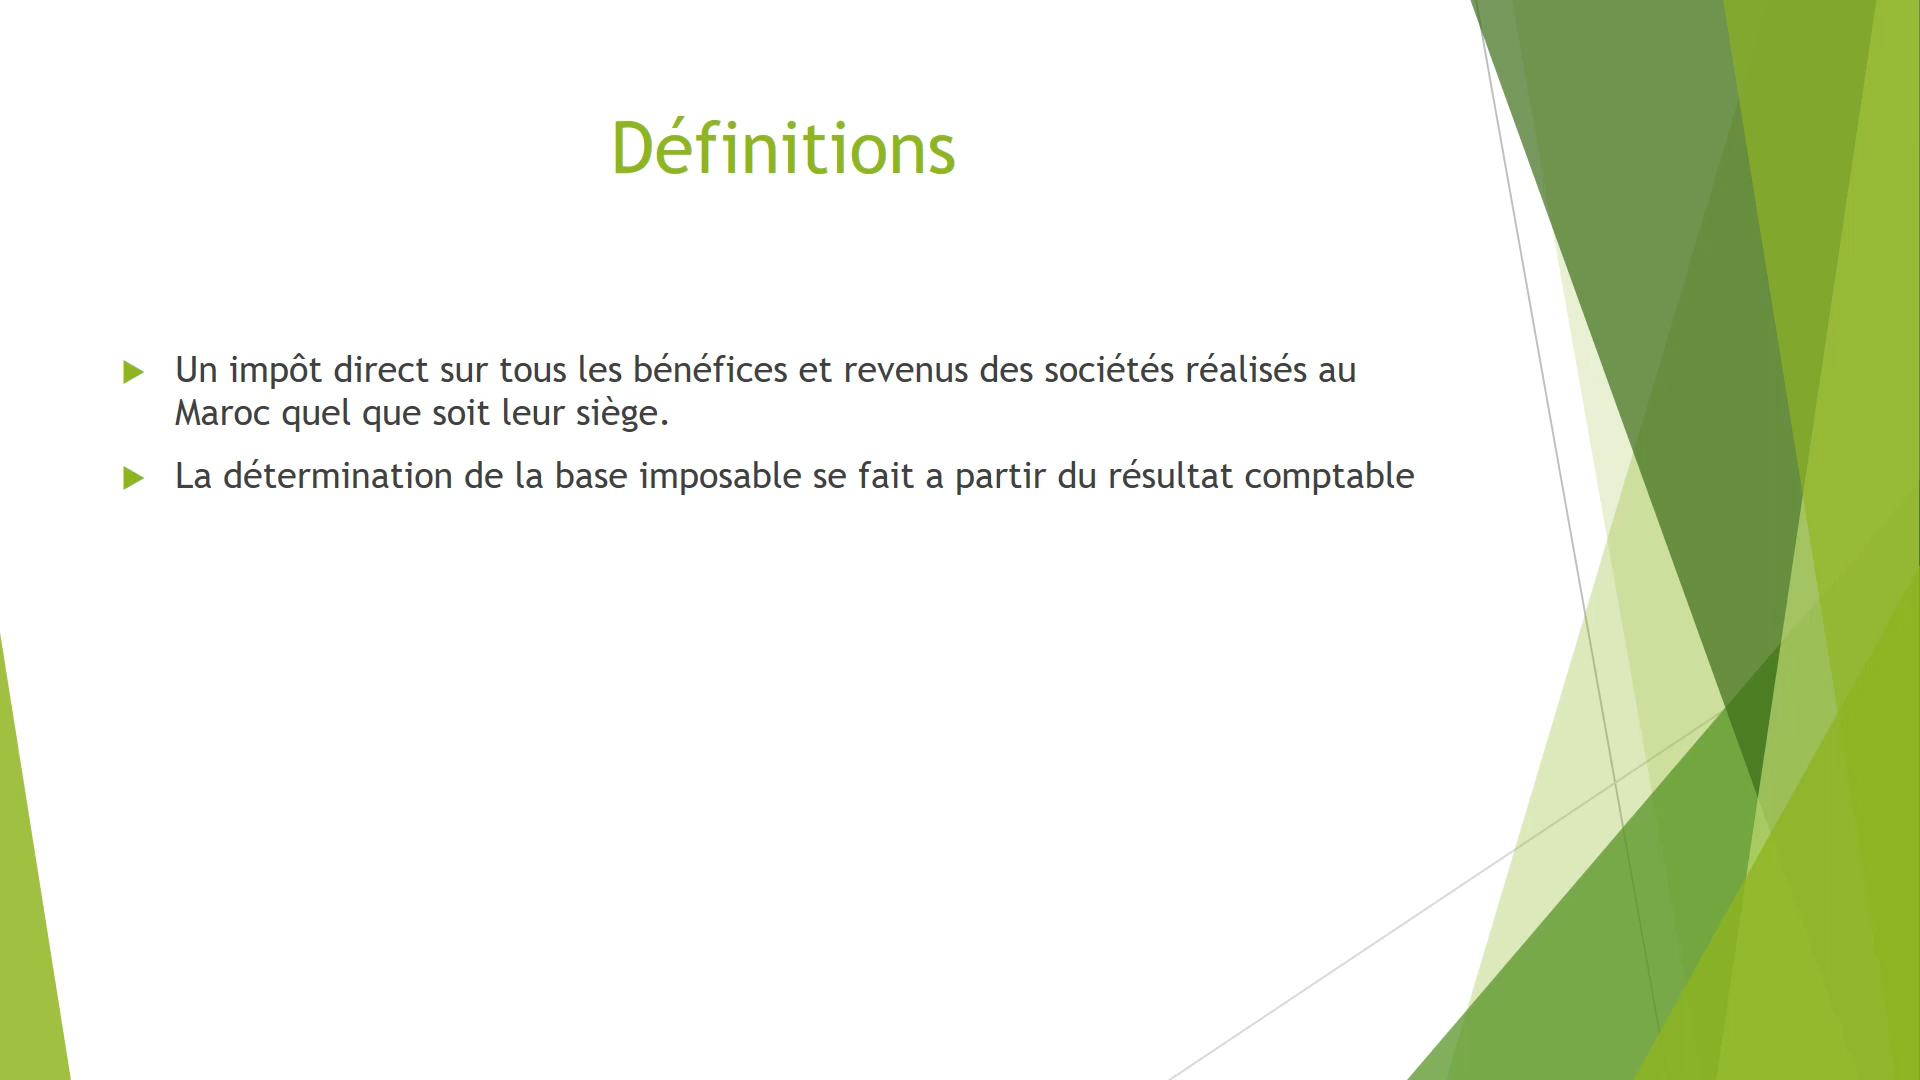 Définitions
Un impôt direct sur tous les bénéfices et revenus des sociétés réalisés au
Maroc quel que soit leur siège.
La détermination de la base imposable se fait a partir du résultat comptable